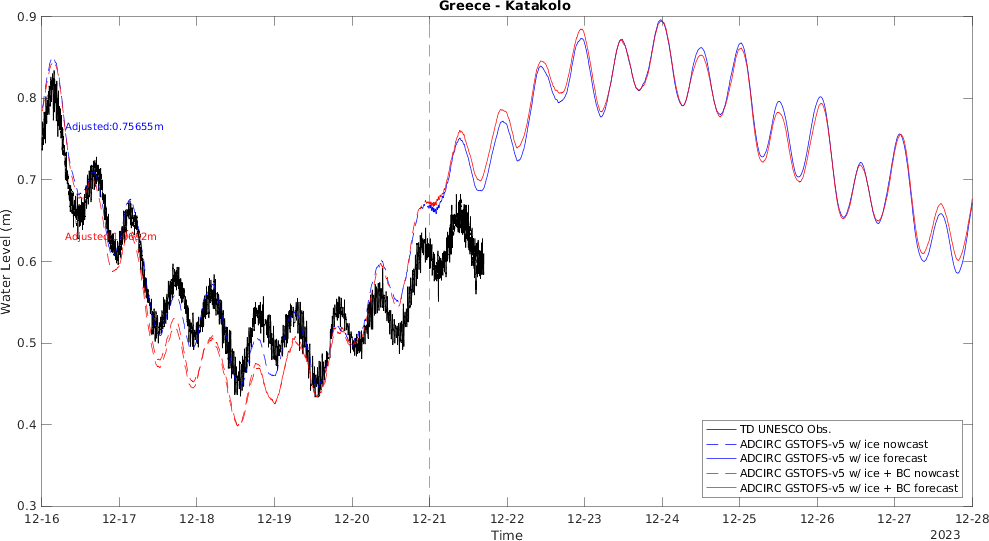 Greece - Katakolo
0.9
0.8
0.7
0.6
0.5
0.4
0.3
Water Level (m)
Adjusted:0.75655m
Adjusted:
12-16
12-17
12-18
12-19
12-20
12-21
12-22
12-23
12-24
12-25
12-26
12-27
12-28
Time
2023
TD UNESCO Obs.
ADCIRC GSTOFS-v5 w/ ice nowcast
ADCIRC GSTOFS-v5 w/ ice forecast
ADCIRC GSTOFS-v5 w/ ice + BC nowcast
ADCIRC GSTOFS-v5 w/ ice + BC forecast